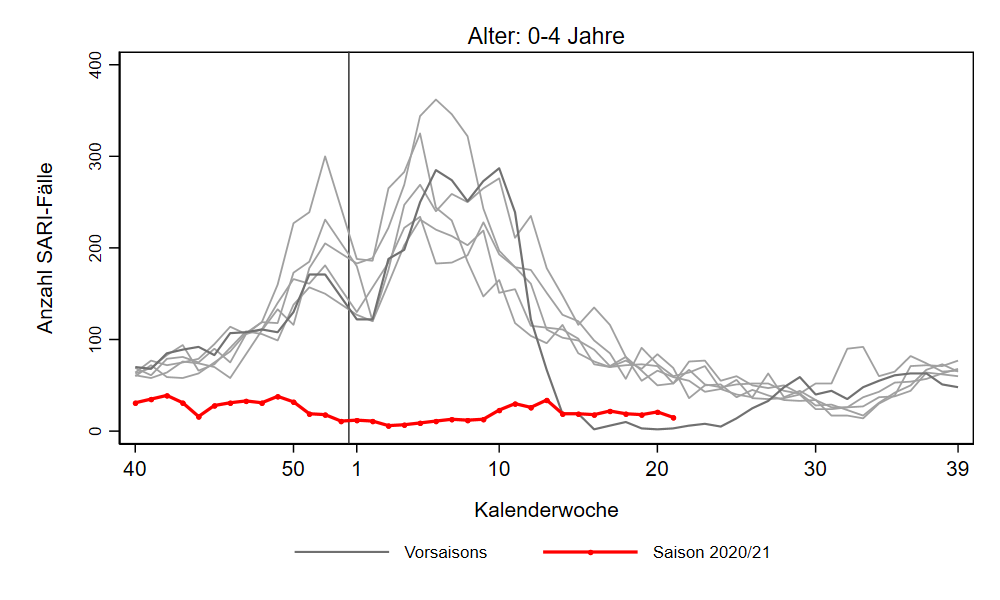 Alter: 0-4 Jahre
Anzahl SARI-Fälle
400
300
200
100
0
40 50 1 10 20 30 39
Kalenderwoche
Vorsaisons Saison 2020/21